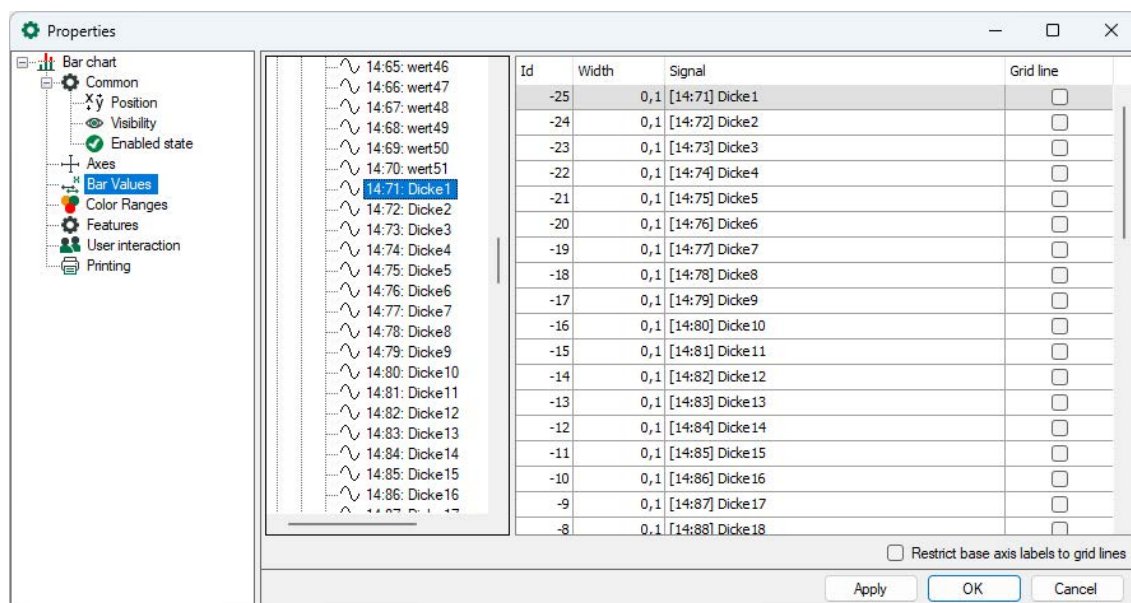 Properties
Bar chart
Common
Position
Visibility
Enabled state
Axes
Bar Values
Color Ranges
Features
User interaction
Printing
14:65: wert46
14:66: wert47
14:67: wert48
14:68: wert49
14:69: wert50
14:70: wert51
14:71: Dicke1
14:72: Dicke2
14:73: Dicke3
14:74: Dicke4
14:75: Dicke5
14:76: Dicke6
14:77: Dicke7
14:78: Dicke8
14:79: Dicke9
14:80: Dicke10
14:81: Dicke11
14:82: Dicke12
14:83: Dicke13
14:84: Dicke14
14:85: Dicke15
14:86: Dicke16
Id Width Signal Grid line
-25 0,1 [14:71] Dicke1
-24 0,1 [14:72] Dicke2
-23 0,1 [14:73] Dicke3
-22 0,1 [14:74] Dicke4
-21 0,1 [14:75] Dicke5
-20 0,1 [14:76] Dicke6
-19 0,1 [14:77] Dicke7
-18 0,1 [14:78] Dicke8
-17 0,1 [14:79] Dicke9
-16 0,1 [14:80] Dicke10
-15 0,1 [14:81] Dicke11
-14 0,1 [14:82] Dicke12
-13 0,1 [14:83] Dicke13
-12 0,1 [14:84] Dicke14
-11 0,1 [14:85] Dicke15
-10 0,1 [14:86] Dicke16
-9 0,1 [14:87] Dicke17
-8 0,1 [14:88] Dicke18
Restrict base axis labels to grid lines
Apply OK Cancel